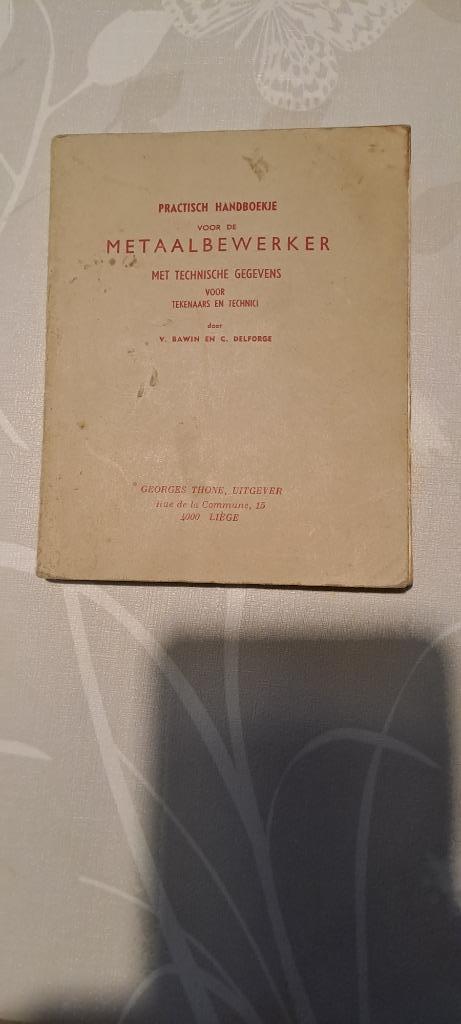 PRACTISCH HANDBOEKJE
VOOR DE
METAALBEWERKER
MET TECHNISCHE GEGEVENS
VOOR
TEKENAARS EN TECHNICI
door
V. BAWIN EN C. DELFORGE
GEORGES THONE, UITGEVER
Rue de la Commune, 15
4000 LIÈGE